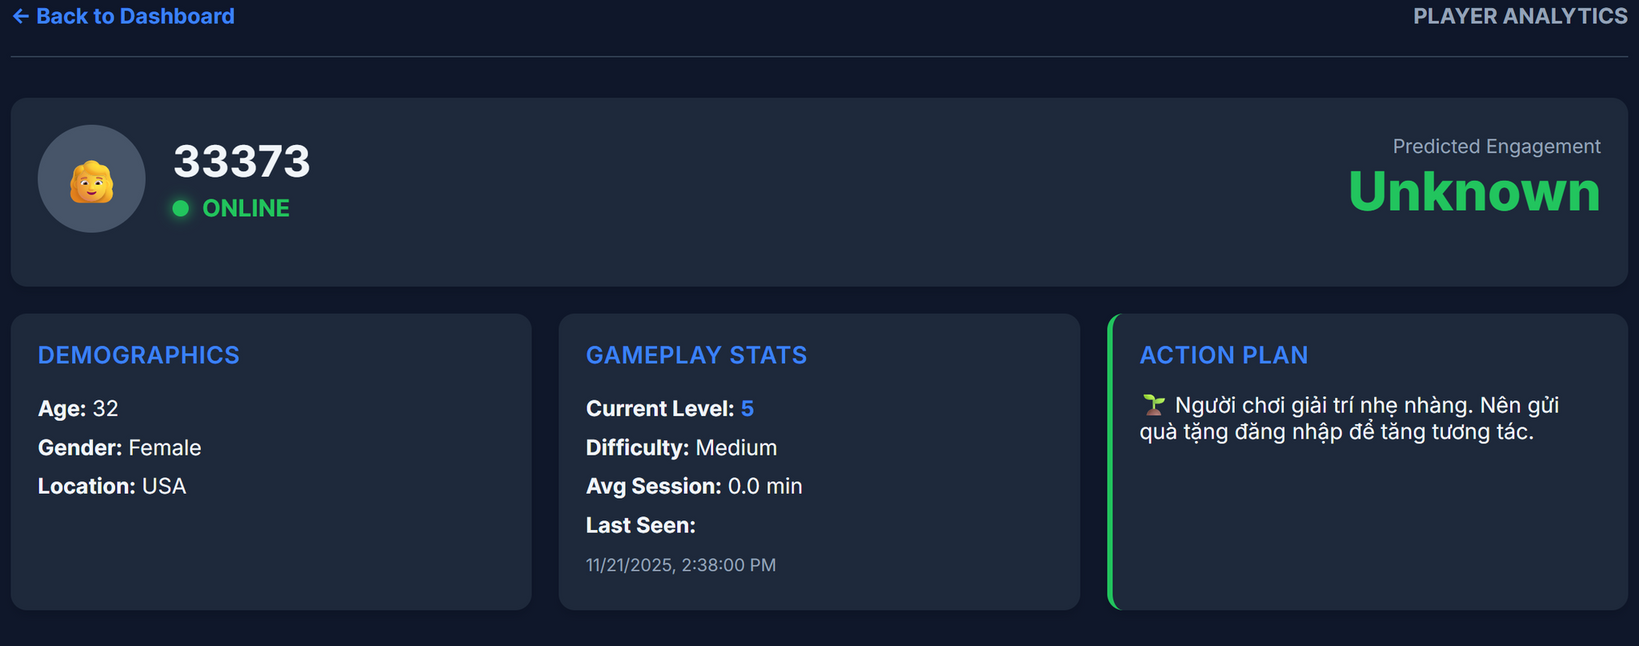 ← Back to Dashboard
PLAYER ANALYTICS
33373
ONLINE
Predicted Engagement
Unknown
DEMOGRAPHICS
Age: 32
Gender: Female
Location: USA
GAMEPLAY STATS
Current Level: 5
Difficulty: Medium
Avg Session: 0.0 min
Last Seen:
11/21/2025, 2:38:00 PM
ACTION PLAN
🌱 Người chơi giải trí nhẹ nhàng. Nên gửi
quà tặng đăng nhập để tăng tương tác.